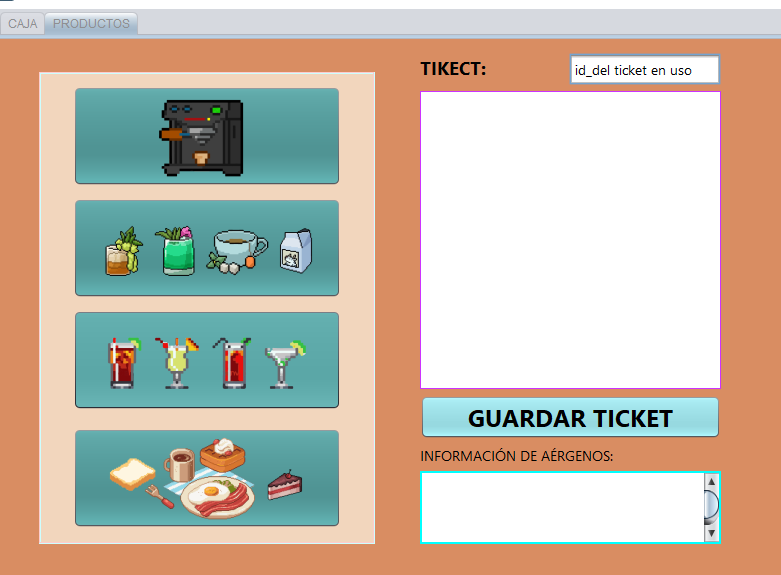 CAJA
PRODUCTOS
TIKECT:
id_del ticket en uso
GUARDAR TICKET
INFORMACIÓN DE AÉRGENOS: